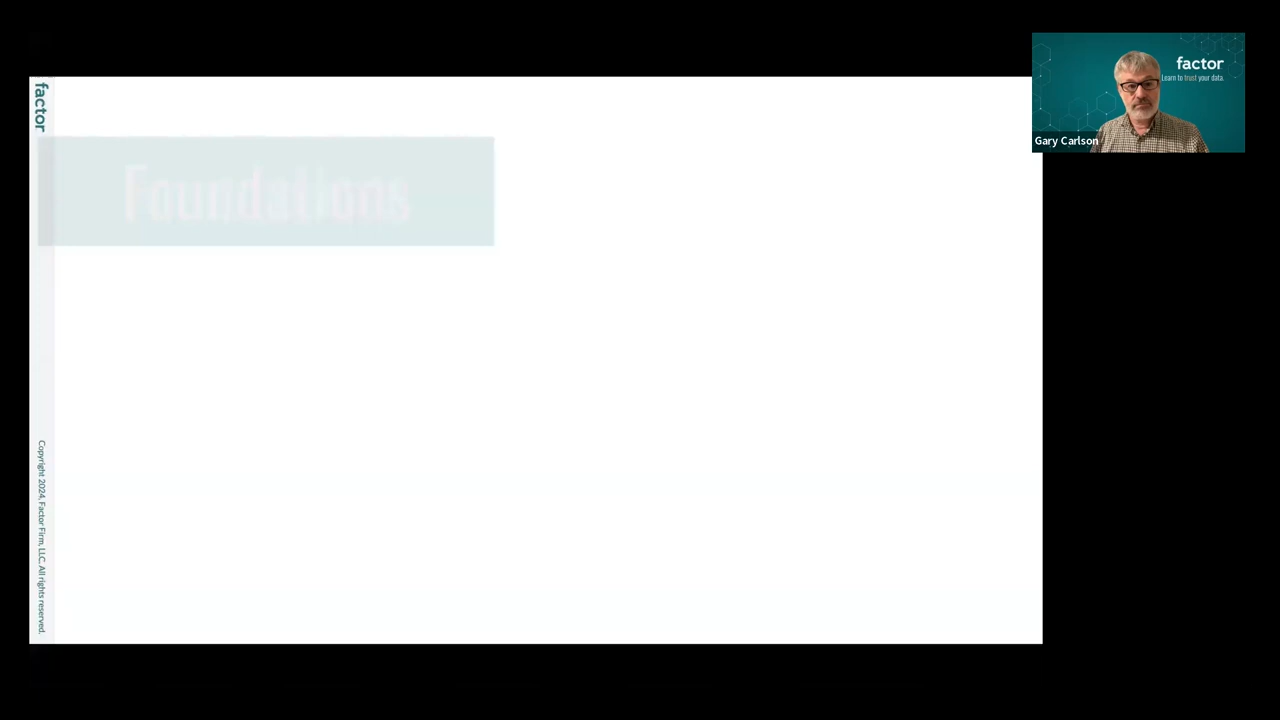 factor
Foundations
Copyright 2024, Factor Firm, LLC. All rights reserved.
factor
Learn to trust your data.
Gary Carlson